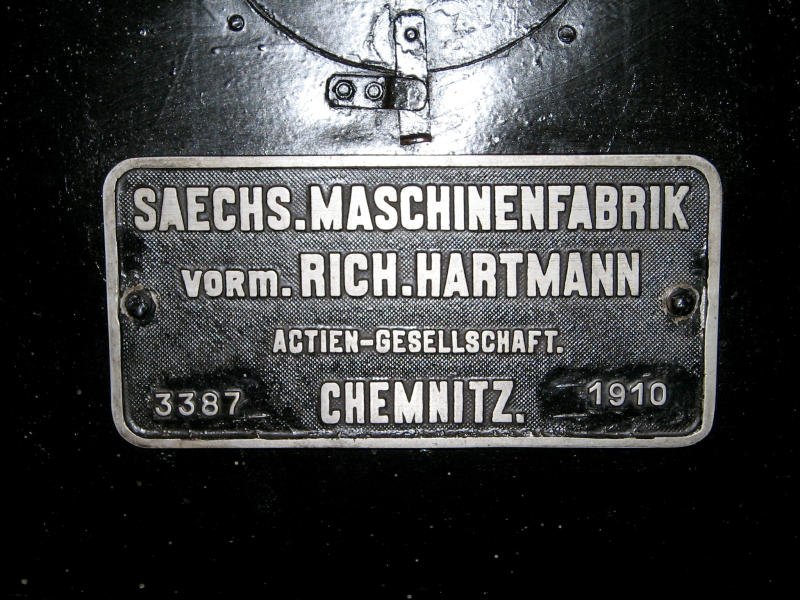 SAECHS. MASCHINENFABRIK
VORM. RICH. HARTMANN
ACTIEN-GESELLSCHAFT.
3387 CHEMNITZ. 1910